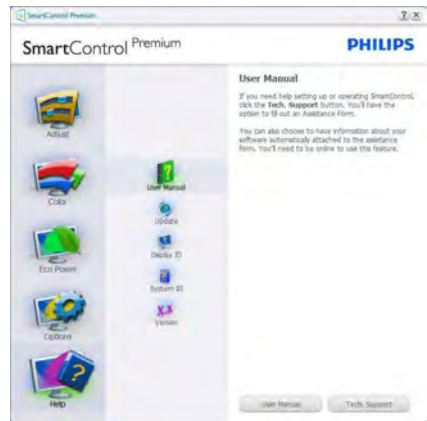 SmartControl Premium
? x
SmartControl Premium
PHILIPS
User Manual
If you need help setting up or operating SmartControl,
click the Tech. Support button. You'll have the
option to fill out an Assistance Form.
You can also choose to have information about your
software automatically attached to the assistance
form. You'll need to be online to use the feature.
Adjust
Color
Eco Power
Options
Help
User Manual
Update
Display ID
System ID
Version
User Manual
Tech. Support